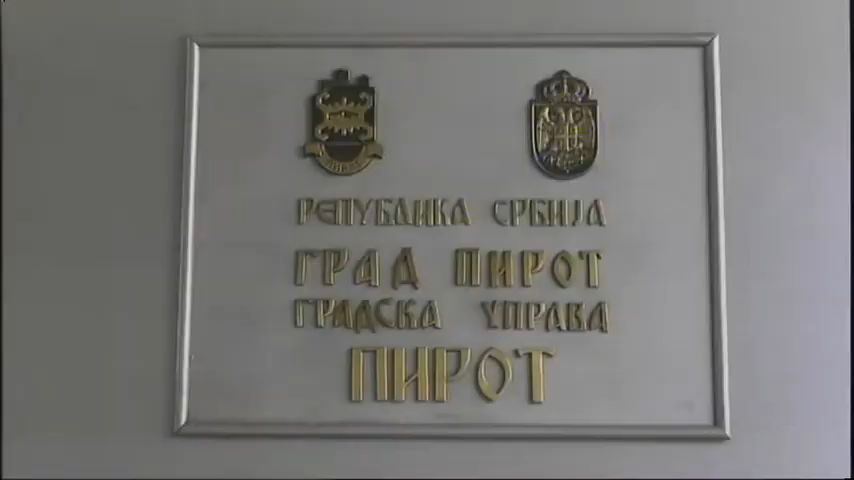 РЕПУБЛИКА СРБИЈА
ГРАД ПИРОТ
ГРАДСКА УПРАВА
ПИРОТ